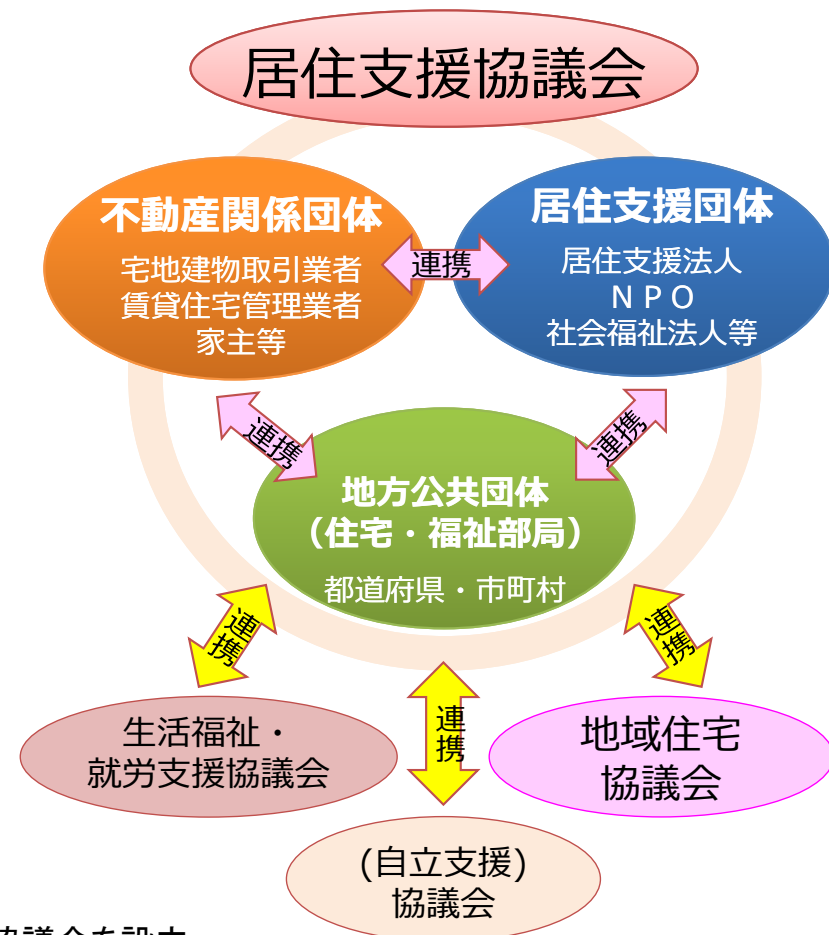 居住支援協議会
不動産関係団体
宅地建物取引業者
賃貸住宅管理業者
家主等
連携
居住支援団体
居住支援法人
ＮＰＯ
社会福祉法人等
連携
連携
地方公共団体
（住宅・福祉部局）
都道府県・市町村
連携
連携
連携
生活福祉・
就労支援協議会
地域住宅
協議会
(自立支援)
協議会